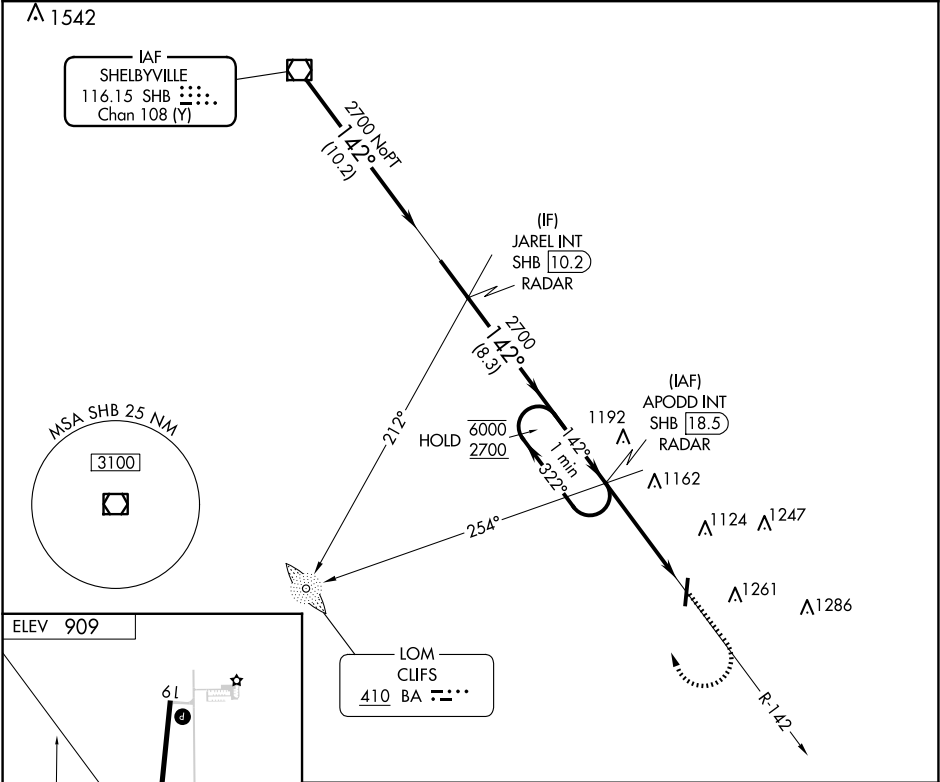 1542
IAF
SHELBYVILLE
116.15 SHB
Chan 108 (Y)
2700 NoPT
142°
(10.2)
(IF)
JAREL INT
SHB 10.2
RADAR
2700
142°
(8.3)
(IAF)
APODD INT
SHB 18.5
RADAR
1192
HOLD 6000
2700
142°
1 min
322°
212°
254°
1162
1124
1247
1261
1286
MSA SHB 25 NM
3100
LOM
CLIFS
410 BA
R-142
ELEV 909
19
P